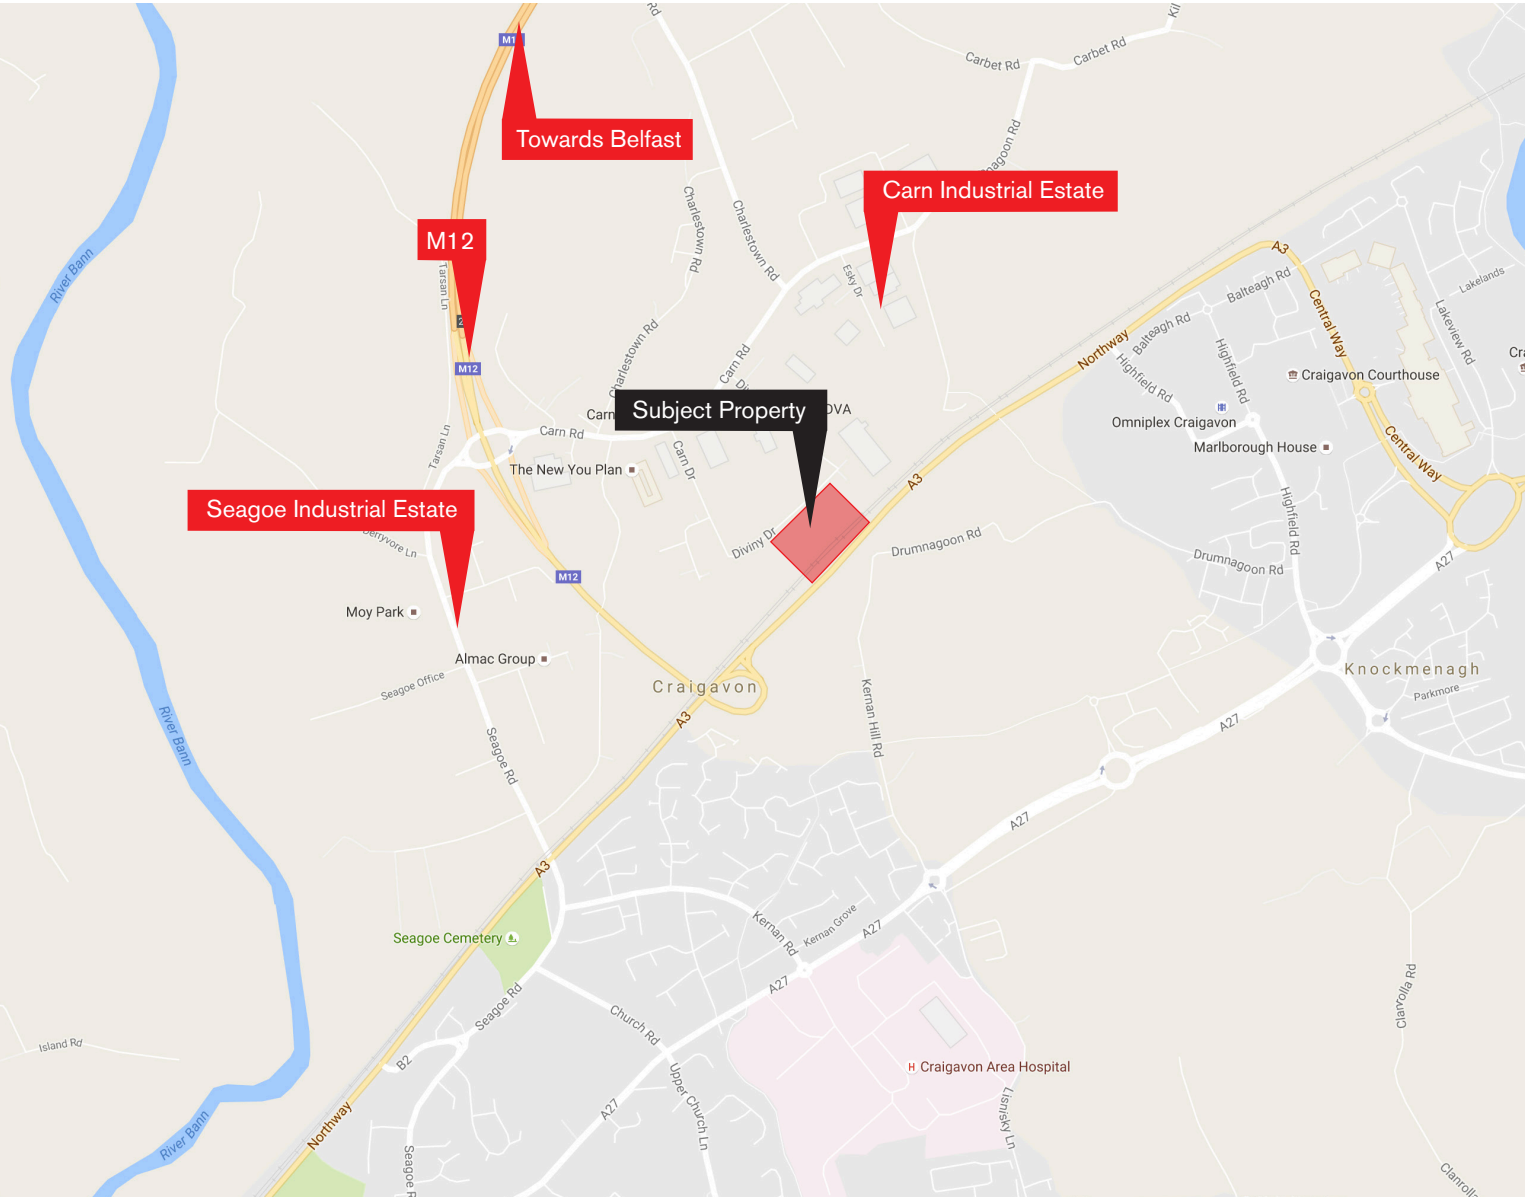 Rd
Kil
M1
Carbet Rd
Carbet Rd
Towards Belfast
Carn Industrial Estate
Charlestown Rd
Charlestown Rd
M12
River Bann
Tarsan Ln
Esky Dr
A3
Balteagh Rd
Lakelands
Central Way
Lakeview Rd
Balteagh Rd
Northway
2
M12
Charlestown Rd
Carn Rd
Highfield Rd
Highfield Rd
Craigavon Courthouse
Subject Property
OVA
Carn
Omniplex Craigavon
Marlborough House
Carn Rd
Tarsan Ln
Central Way
The New You Plan
Carn Dr
A3
Seagoe Industrial Estate
Highfield Rd
Derryvore Ln
Diviny Dr
Drumnagoon Rd
Drumnagoon Rd
A27
M12
Moy Park
Almac Group
Knockmenagh
Seagoe Office
Craigavon
Parkmore
A3
Kernan Hill Rd
A27
River Bann
Seagoe Rd
A27
A3
Kernan Rd
Kernan Grove
A27
Seagoe Cemetery
A27
Seagoe Rd
Church Rd
Clanrolla Rd
Island Rd
B2
H Craigavon Area Hospital
Upper Church Ln
A27
Lisnisky Ln
Northway
River Bann
Seagoe R
Clanroll